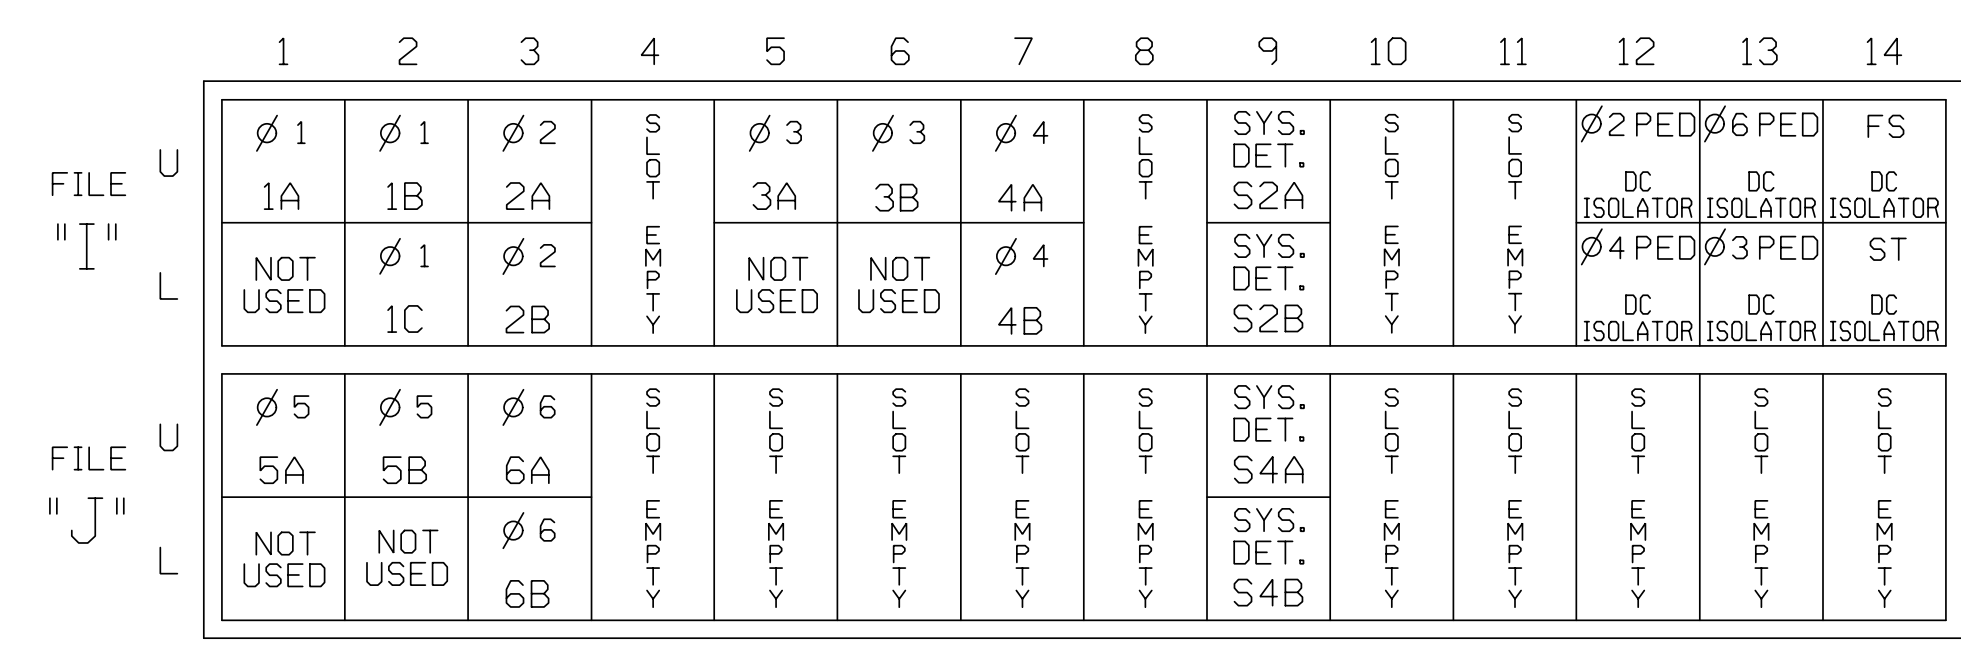 1 2 3 4 5 6 7 8 9 10 11 12 13 14
FILE
"I"
U
L
Ø 1
1A
Ø 1
1B
Ø 2
2A
SLOT EMPTY
Ø 3
3A
Ø 3
3B
Ø 4
4A
SLOT EMPTY
SYS.
DET.
S2A
SLOT EMPTY
SLOT EMPTY
Ø2 PED
DC
ISOLATOR
Ø6 PED
DC
ISOLATOR
FS
DC
ISOLATOR
NOT
USED
Ø 1
1C
Ø 2
2B
NOT
USED
NOT
USED
Ø 4
4B
SYS.
DET.
S2B
Ø4 PED
DC
ISOLATOR
Ø3 PED
DC
ISOLATOR
ST
DC
ISOLATOR
FILE
"J"
U
L
Ø 5
5A
Ø 5
5B
Ø 6
6A
SLOT EMPTY
SLOT EMPTY
SLOT EMPTY
SLOT EMPTY
SLOT EMPTY
SYS.
DET.
S4A
SLOT EMPTY
SLOT EMPTY
SLOT EMPTY
SLOT EMPTY
SLOT EMPTY
NOT
USED
NOT
USED
Ø 6
6B
SYS.
DET.
S4B